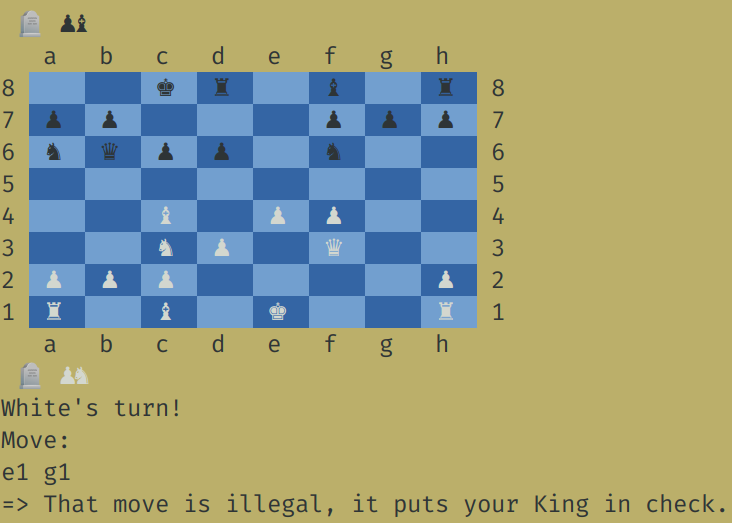 a b c d e f g h
8 8
7 7
6 6
5 5
4 4
3 3
2 2
1 1
a b c d e f g h
White's turn!
Move:
e1 g1
=> That move is illegal, it puts your King in check.